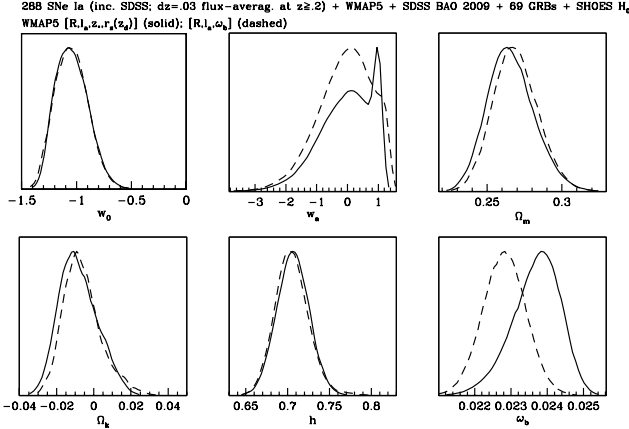 288 SNe Ia (inc. SDSS; dz=.03 flux-averag. at z≥.2) + WMAP5 + SDSS BAO 2009 + 69 GRBs + SHOES H₀
WMAP5 [R,lₐ,z*,rₛ(z_d)] (solid); [R,lₐ,ω_b] (dashed)
−1.5 −1 −0.5 0
w₀
−3 −2 −1 0 1
wₐ
0.25 0.3
Ωₘ
−0.04 −0.02 0 0.02 0.04
Ωₖ
0.65 0.7 0.75 0.8
h
0.022 0.023 0.024 0.025
ω_b